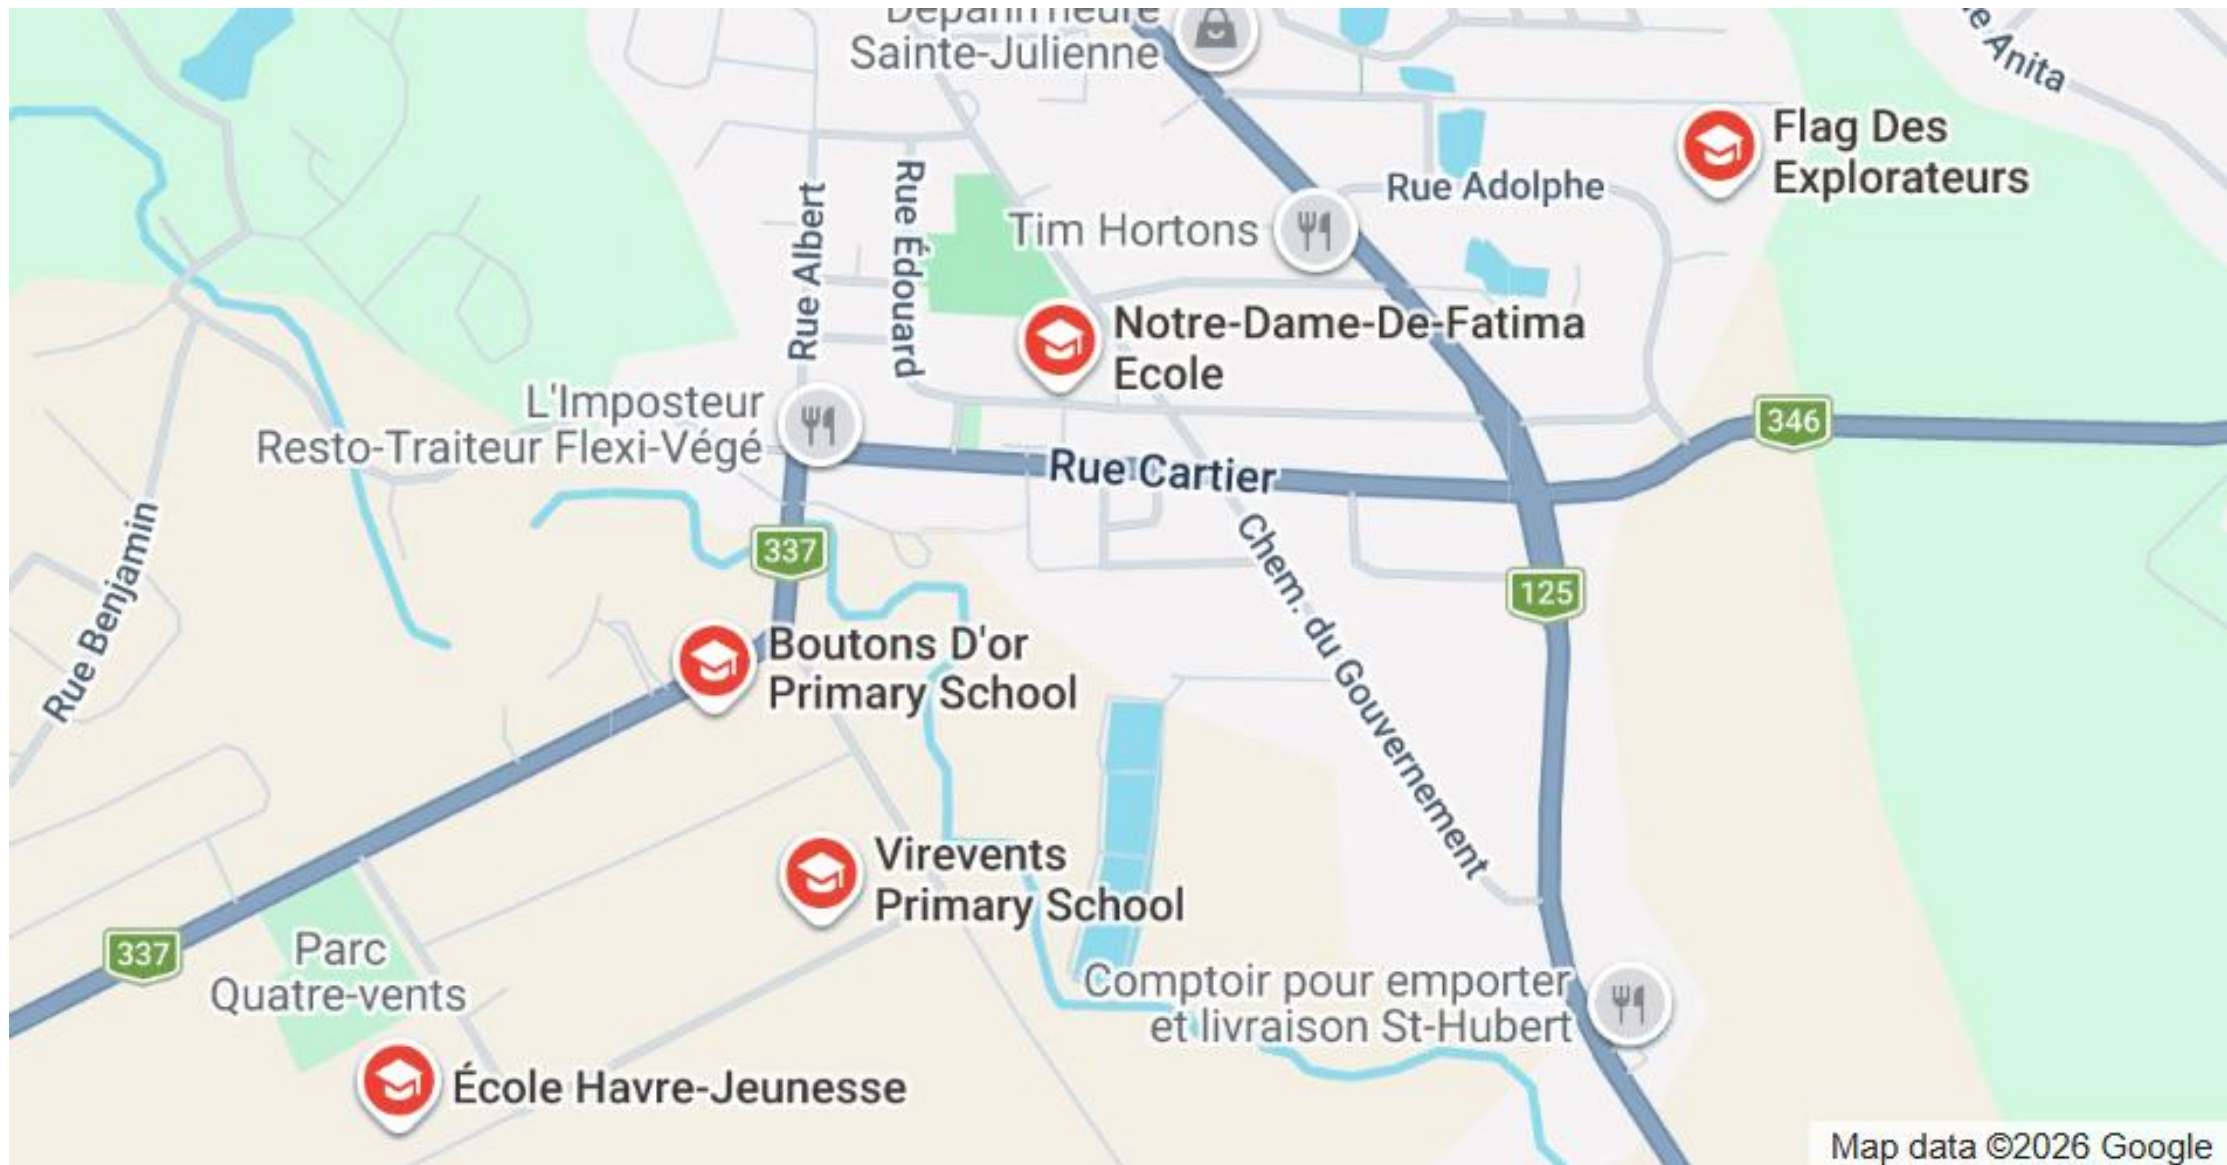 Dépann'heure
Sainte-Julienne
Rue Anita
Flag Des
Explorateurs
Rue Adolphe
Tim Hortons
Rue Albert
Rue Édouard
Notre-Dame-De-Fatima
Ecole
L'Imposteur
Resto-Traiteur Flexi-Végé
346
Rue Cartier
Rue Benjamin
337
Chem. du Gouvernement
125
Boutons D'or
Primary School
Virevents
Primary School
337
Parc
Quatre-vents
Comptoir pour emporter
et livraison St-Hubert
École Havre-Jeunesse
Map data ©2026 Google